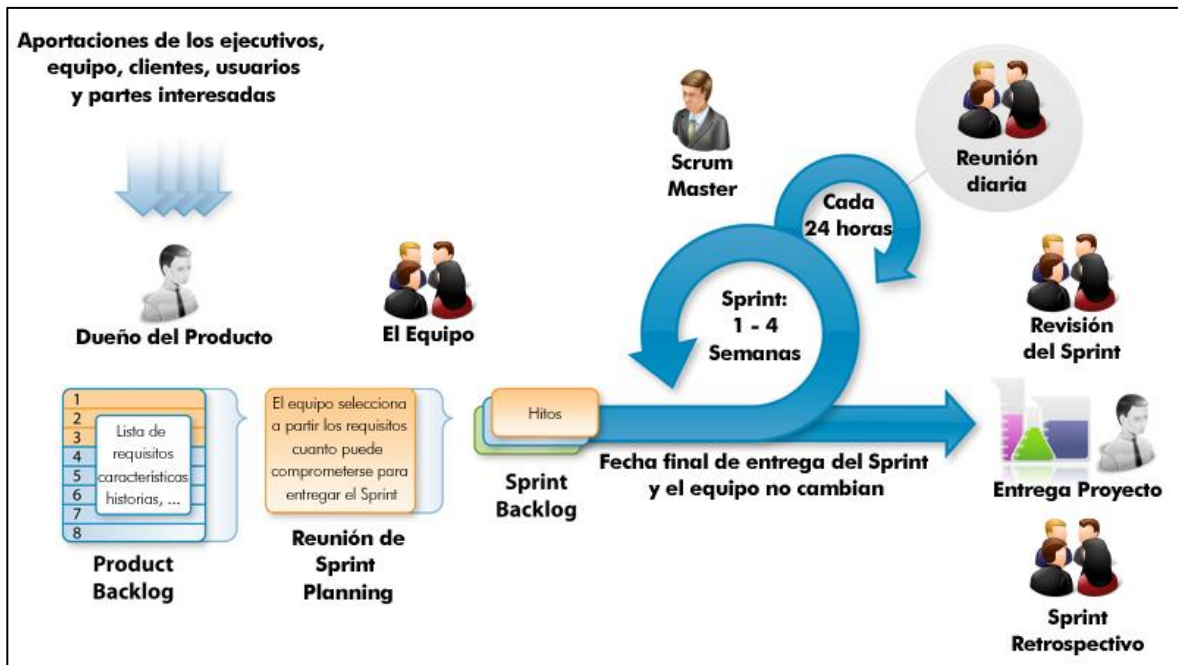 Aportaciones de los ejecutivos,
equipo, clientes, usuarios
y partes interesadas
Scrum
Master
Reunión
diaria
Cada
24 horas
Dueño del Producto
El Equipo
Sprint:
1 - 4
Semanas
Revisión
del Sprint
1
2
3
4
5
6
7
8
Lista de
requisitos
características
historias, ...
El equipo selecciona
a partir los requisitos
cuanto puede
comprometerse para
entregar el Sprint
Hitos
Sprint
Backlog
Fecha final de entrega del Sprint
y el equipo no cambian
Entrega Proyecto
Product
Backlog
Reunión de
Sprint
Planning
Sprint
Retrospectivo